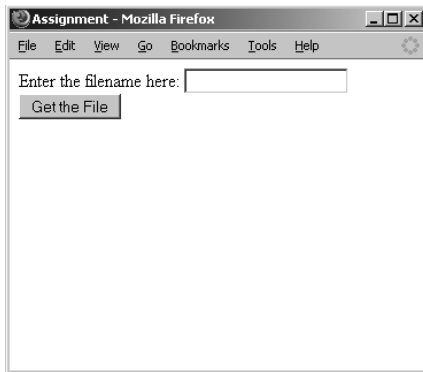 Assignment - Mozilla Firefox
File Edit View Go Bookmarks Tools Help
Enter the filename here:
Get the File